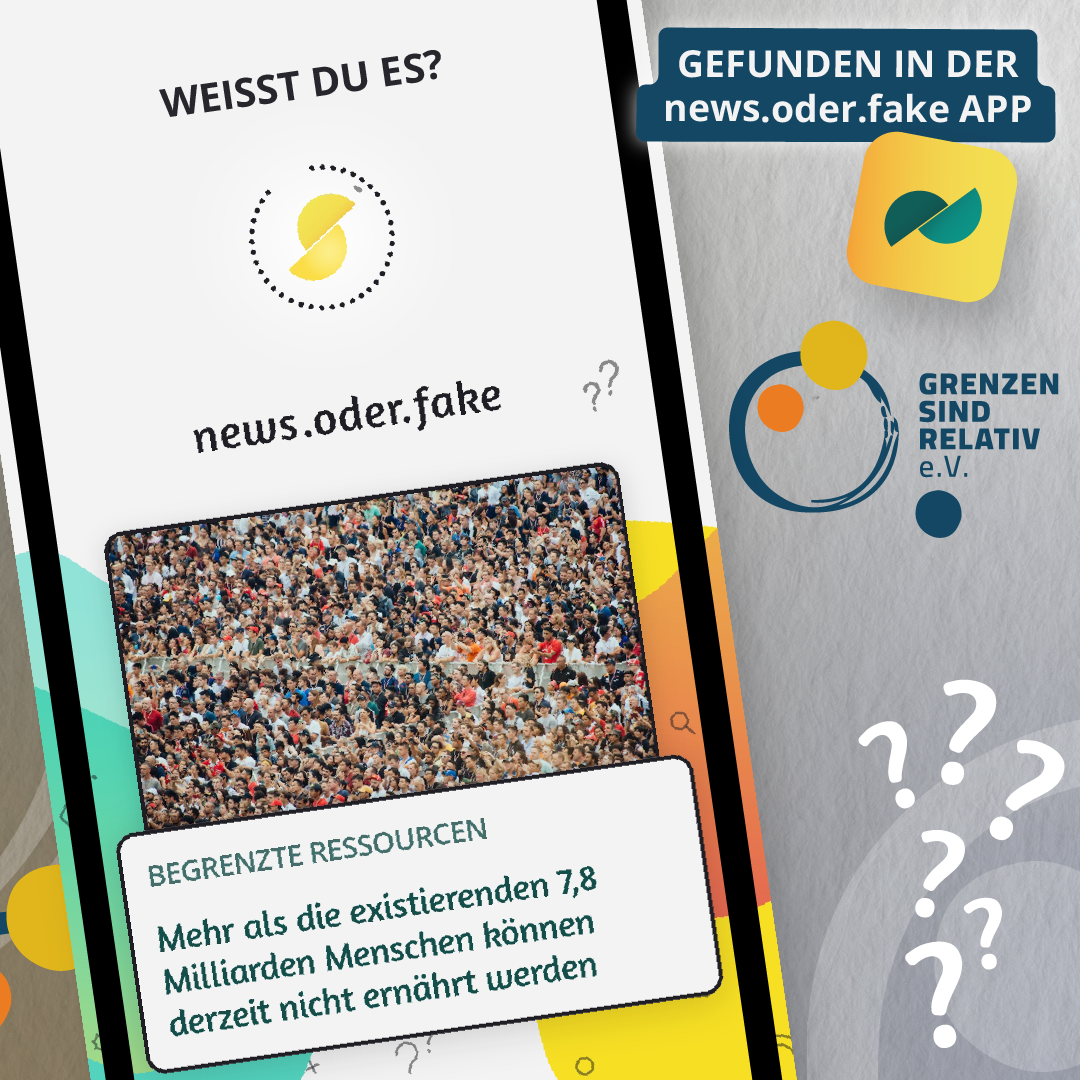 WEISST DU ES?
GEFUNDEN IN DER
news.oder.fake APP
GRENZEN
SIND
RELATIV
e.V.
news.oder.fake
BEGRENZTE RESSOURCEN
Mehr als die existierenden 7,8
Milliarden Menschen können
derzeit nicht ernährt werden